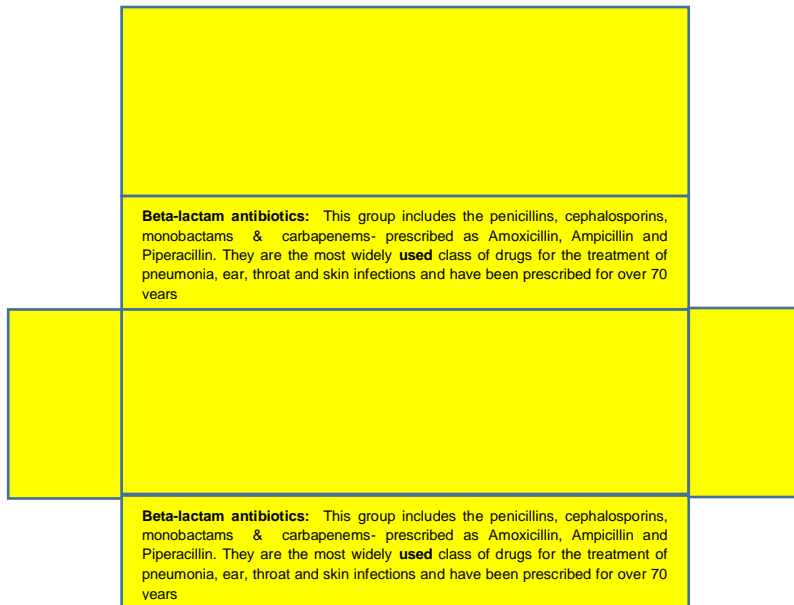 Beta-lactam antibiotics: This group includes the penicillins, cephalosporins,
monobactams & carbapenems- prescribed as Amoxicillin, Ampicillin and
Piperacillin. They are the most widely used class of drugs for the treatment of
pneumonia, ear, throat and skin infections and have been prescribed for over 70
years
Beta-lactam antibiotics: This group includes the penicillins, cephalosporins,
monobactams & carbapenems- prescribed as Amoxicillin, Ampicillin and
Piperacillin. They are the most widely used class of drugs for the treatment of
pneumonia, ear, throat and skin infections and have been prescribed for over 70
years